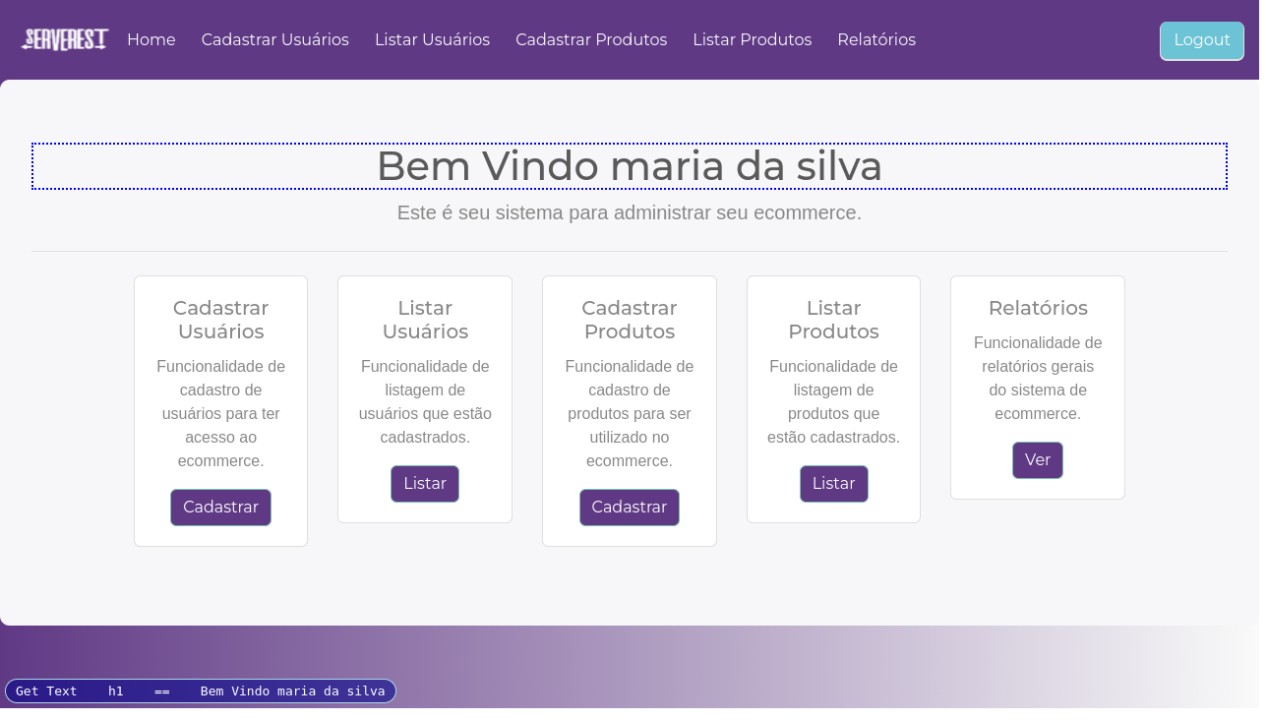 SERVEREST Home Cadastrar Usuários Listar Usuários Cadastrar Produtos Listar Produtos Relatórios Logout
Bem Vindo maria da silva
Este é seu sistema para administrar seu ecommerce.
Cadastrar
Usuários
Funcionalidade de
cadastro de
usuários para ter
acesso ao
ecommerce.
Cadastrar
Listar
Usuários
Funcionalidade de
listagem de
usuários que estão
cadastrados.
Listar
Cadastrar
Produtos
Funcionalidade de
cadastro de
produtos para ser
utilizado no
ecommerce.
Cadastrar
Listar
Produtos
Funcionalidade de
listagem de
produtos que
estão cadastrados.
Listar
Relatórios
Funcionalidade de
relatórios gerais
do sistema de
ecommerce.
Ver
Get Text h1 == Bem Vindo maria da silva